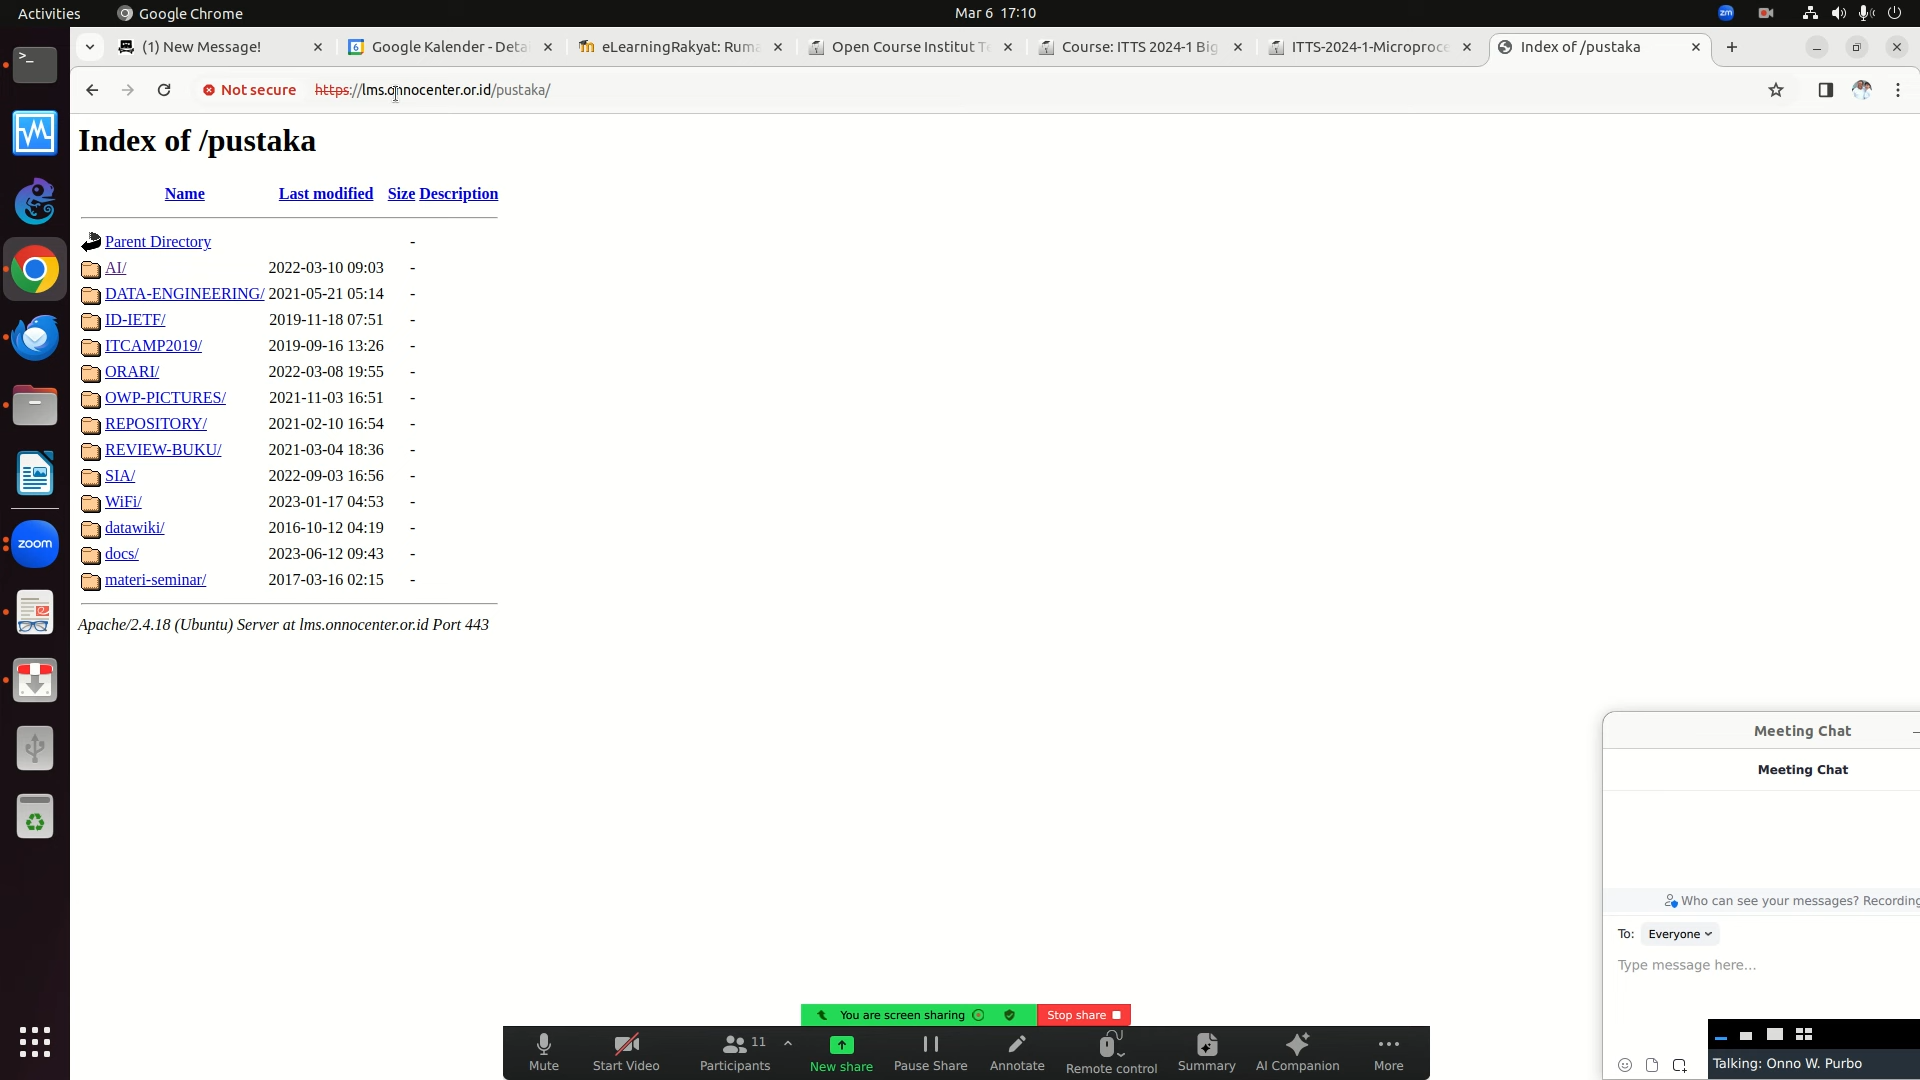 Activities
Google Chrome
Mar 6 17:10
zm
(1) New Message!
6
Google Kalender - Deta
eLearningRakyat: Ruma
Open Course Institut Te
Course: ITTS 2024-1 Big
ITTS-2024-1-Microproce
Index of /pustaka
Not secure
https://lms.onnocenter.or.id/pustaka/
Index of /pustaka
Name Last modified Size Description
Parent Directory -
AI/ 2022-03-10 09:03 -
DATA-ENGINEERING/ 2021-05-21 05:14 -
ID-IETF/ 2019-11-18 07:51 -
ITCAMP2019/ 2019-09-16 13:26 -
ORARI/ 2022-03-08 19:55 -
OWP-PICTURES/ 2021-11-03 16:51 -
REPOSITORY/ 2021-02-10 16:54 -
REVIEW-BUKU/ 2021-03-04 18:36 -
SIA/ 2022-09-03 16:56 -
WiFi/ 2023-01-17 04:53 -
datawiki/ 2016-10-12 04:19 -
docs/ 2023-06-12 09:43 -
materi-seminar/ 2017-03-16 02:15 -
Apache/2.4.18 (Ubuntu) Server at lms.onnocenter.or.id Port 443
zoom
Meeting Chat
Meeting Chat
Who can see your messages? Recording
To: Everyone
Type message here...
You are screen sharing
Stop share
Mute
Start Video
Participants
11
New share
Pause Share
Annotate
Remote control
Summary
AI Companion
More
Talking: Onno W. Purbo